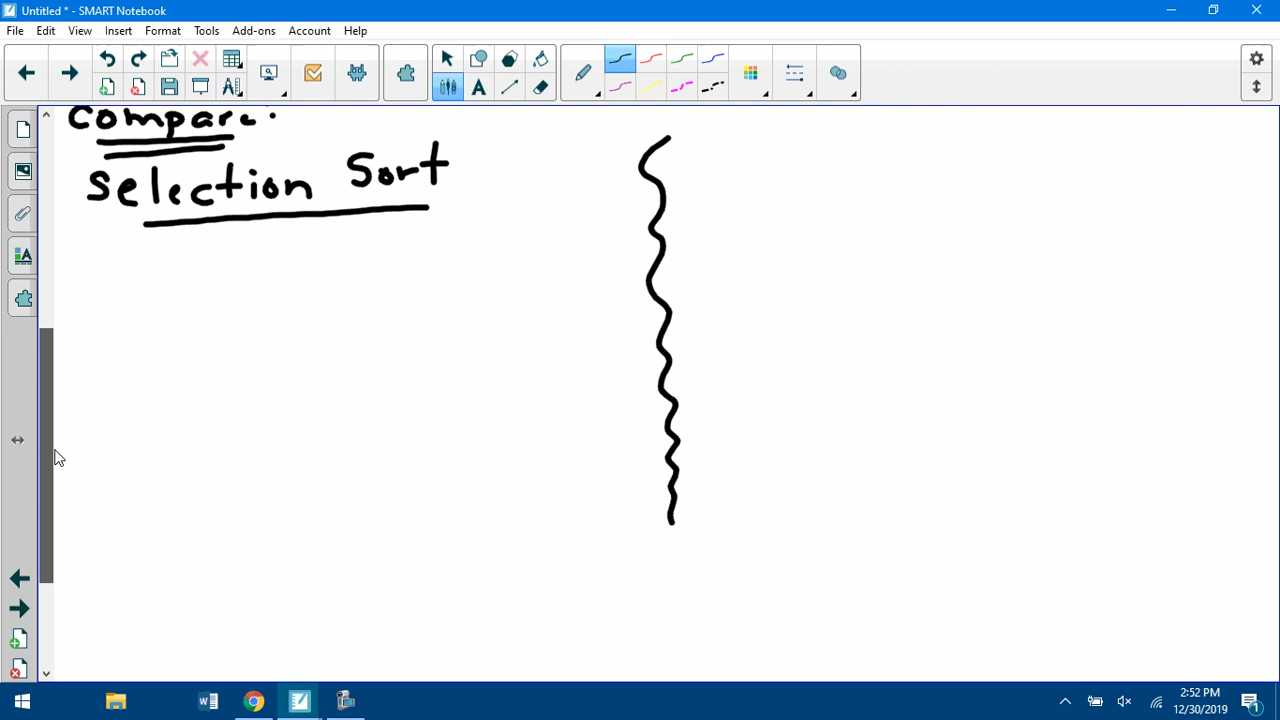 Untitled * - SMART Notebook
File Edit View Insert Format Tools Add-ons Account Help
Compare:
Selection Sort
2:52 PM
12/30/2019